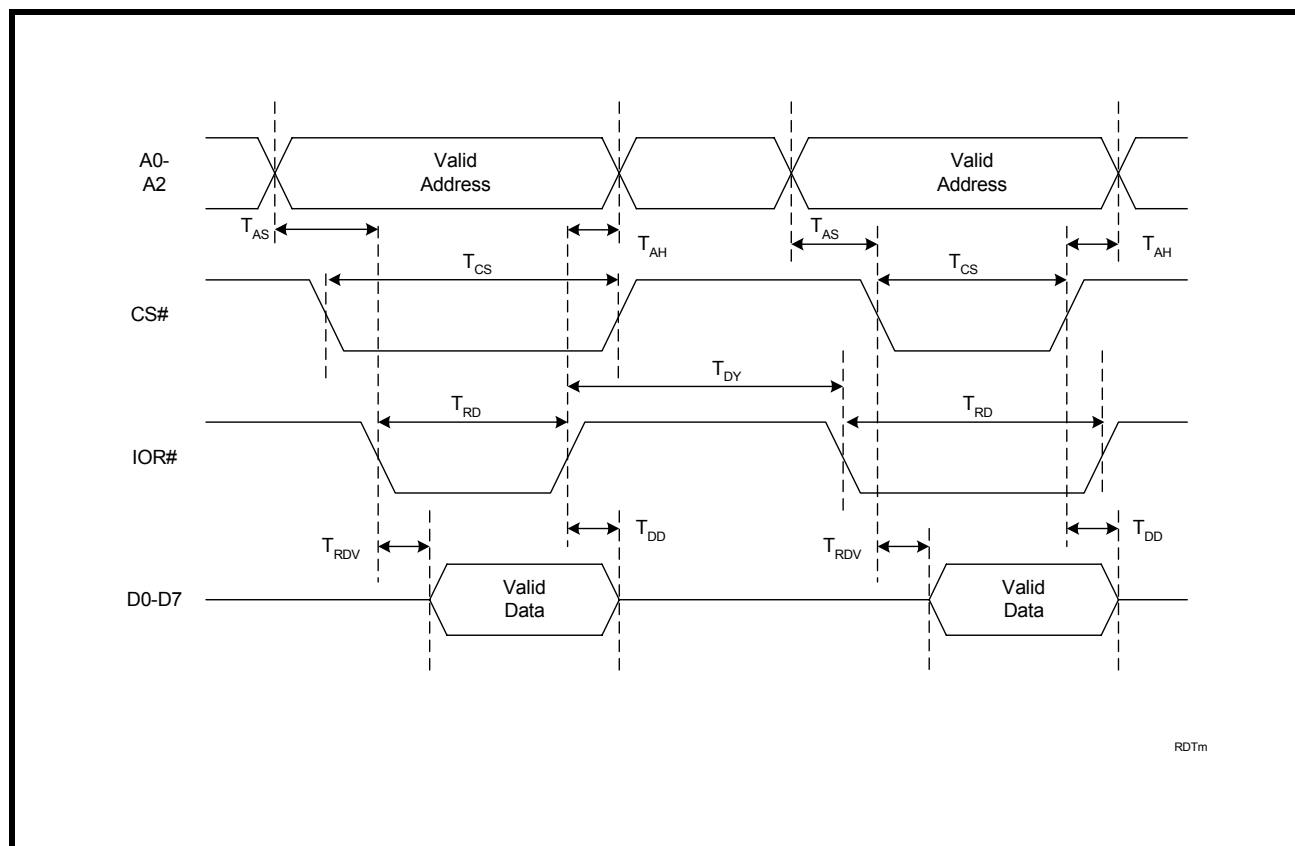 A0-
A2
Valid
Address
Valid
Address
TAS
TAH
TAS
TAH
TCS
TCS
CS#
TDY
TRD
TRD
IOR#
TRDV
TDD
TRDV
TDD
D0-D7
Valid
Data
Valid
Data
RDTm